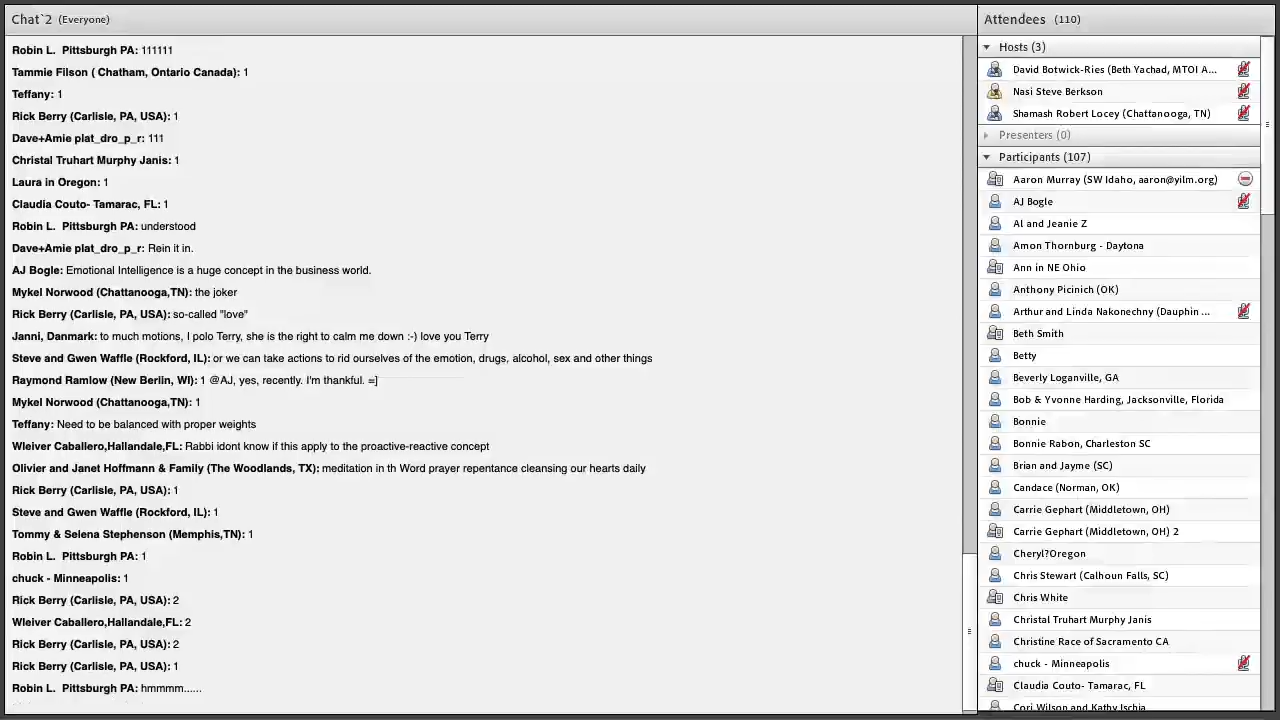 Chat`2 (Everyone)
Robin L.  Pittsburgh PA: 111111
Tammie Filson ( Chatham, Ontario Canada): 1
Teffany: 1
Rick Berry (Carlisle, PA, USA): 1
Dave+Amie plat_dro_p_r: 111
Christal Truhart Murphy Janis: 1
Laura in Oregon: 1
Claudia Couto- Tamarac, FL: 1
Robin L.  Pittsburgh PA: understood
Dave+Amie plat_dro_p_r: Rein it in.
AJ Bogle: Emotional Intelligence is a huge concept in the business world.
Mykel Norwood (Chattanooga,TN): the joker
Rick Berry (Carlisle, PA, USA): so-called "love"
Janni, Danmark: to much motions, I polo Terry, she is the right to calm me down :-) love you Terry
Steve and Gwen Waffle (Rockford, IL): or we can take actions to rid ourselves of the emotion, drugs, alcohol, sex and other things
Raymond Ramlow (New Berlin, WI): 1 @AJ, yes, recently. I'm thankful. =]
Mykel Norwood (Chattanooga,TN): 1
Teffany: Need to be balanced with proper weights
Wleiver Caballero,Hallandale,FL: Rabbi idont know if this apply to the proactive-reactive concept
Olivier and Janet Hoffmann & Family (The Woodlands, TX): meditation in th Word prayer repentance cleansing our hearts daily
Rick Berry (Carlisle, PA, USA): 1
Steve and Gwen Waffle (Rockford, IL): 1
Tommy & Selena Stephenson (Memphis,TN): 1
Robin L.  Pittsburgh PA: 1
chuck - Minneapolis: 1
Rick Berry (Carlisle, PA, USA): 2
Wleiver Caballero,Hallandale,FL: 2
Rick Berry (Carlisle, PA, USA): 2
Rick Berry (Carlisle, PA, USA): 1
Robin L.  Pittsburgh PA: hmmmm......
Attendees (110)
Hosts (3)
David Botwick-Ries (Beth Yachad, MTOI A...
Nasi Steve Berkson
Shamash Robert Locey (Chattanooga, TN)
Presenters (0)
Participants (107)
Aaron Murray (SW Idaho, aaron@yilm.org)
AJ Bogle
Al and Jeanie Z
Amon Thornburg - Daytona
Ann in NE Ohio
Anthony Picinich (OK)
Arthur and Linda Nakonechny (Dauphin ...
Beth Smith
Betty
Beverly Loganville, GA
Bob & Yvonne Harding, Jacksonville, Florida
Bonnie
Bonnie Rabon, Charleston SC
Brian and Jayme (SC)
Candace (Norman, OK)
Carrie Gephart (Middletown, OH)
Carrie Gephart (Middletown, OH) 2
Cheryl?Oregon
Chris Stewart (Calhoun Falls, SC)
Chris White
Christal Truhart Murphy Janis
Christine Race of Sacramento CA
chuck - Minneapolis
Claudia Couto- Tamarac, FL
Cori Wilson and Kathy Ischia